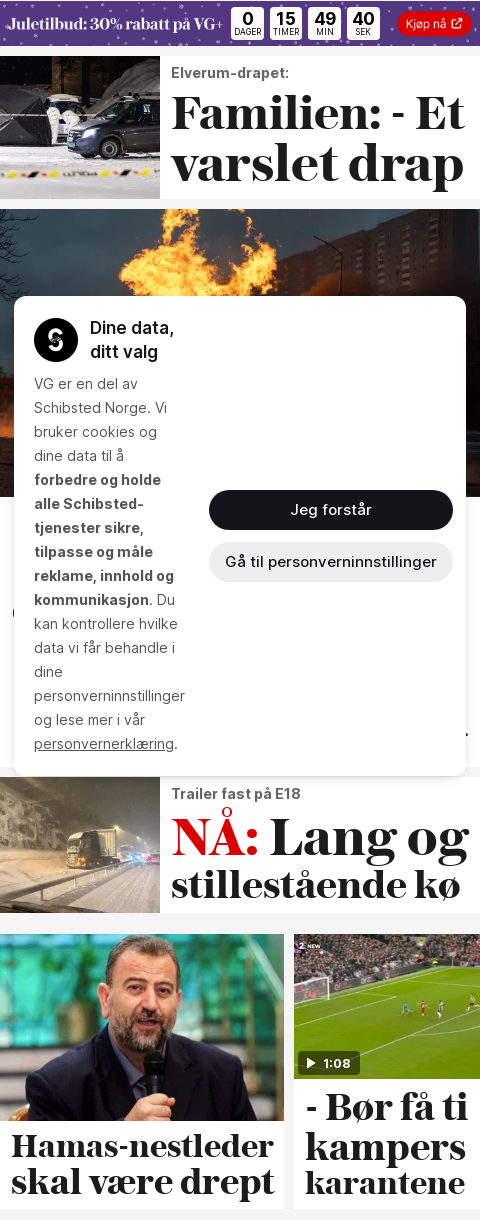 Juletilbud: 30% rabatt på VG+
0 15 49 40
DAGER TIMER MIN SEK
Kjøp nå
Elverum-drapet:
Familien: - Et
varslet drap
Dine data,
ditt valg
VG er en del av
Schibsted Norge. Vi
bruker cookies og
dine data til å
forbedre og holde
alle Schibsted-
tjenester sikre,
tilpasse og måle
reklame, innhold og
kommunikasjon. Du
kan kontrollere hvilke
data vi får behandle i
dine
personverninnstillinger
og lese mer i vår
personvernerklæring.
Jeg forstår
Gå til personverninnstillinger
Trailer fast på E18
NÅ: Lang og
stillestående kø
Hamas-nestleder
skal være drept
2 NEW
1:08
- Bør få ti
kampers
karantene